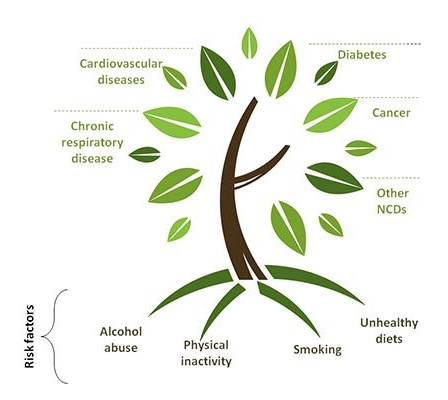 Cardiovascular
diseases
Diabetes
Cancer
Chronic
respiratory
disease
Other
NCDs
Risk factors
Alcohol
abuse
Physical
inactivity
Smoking
Unhealthy
diets